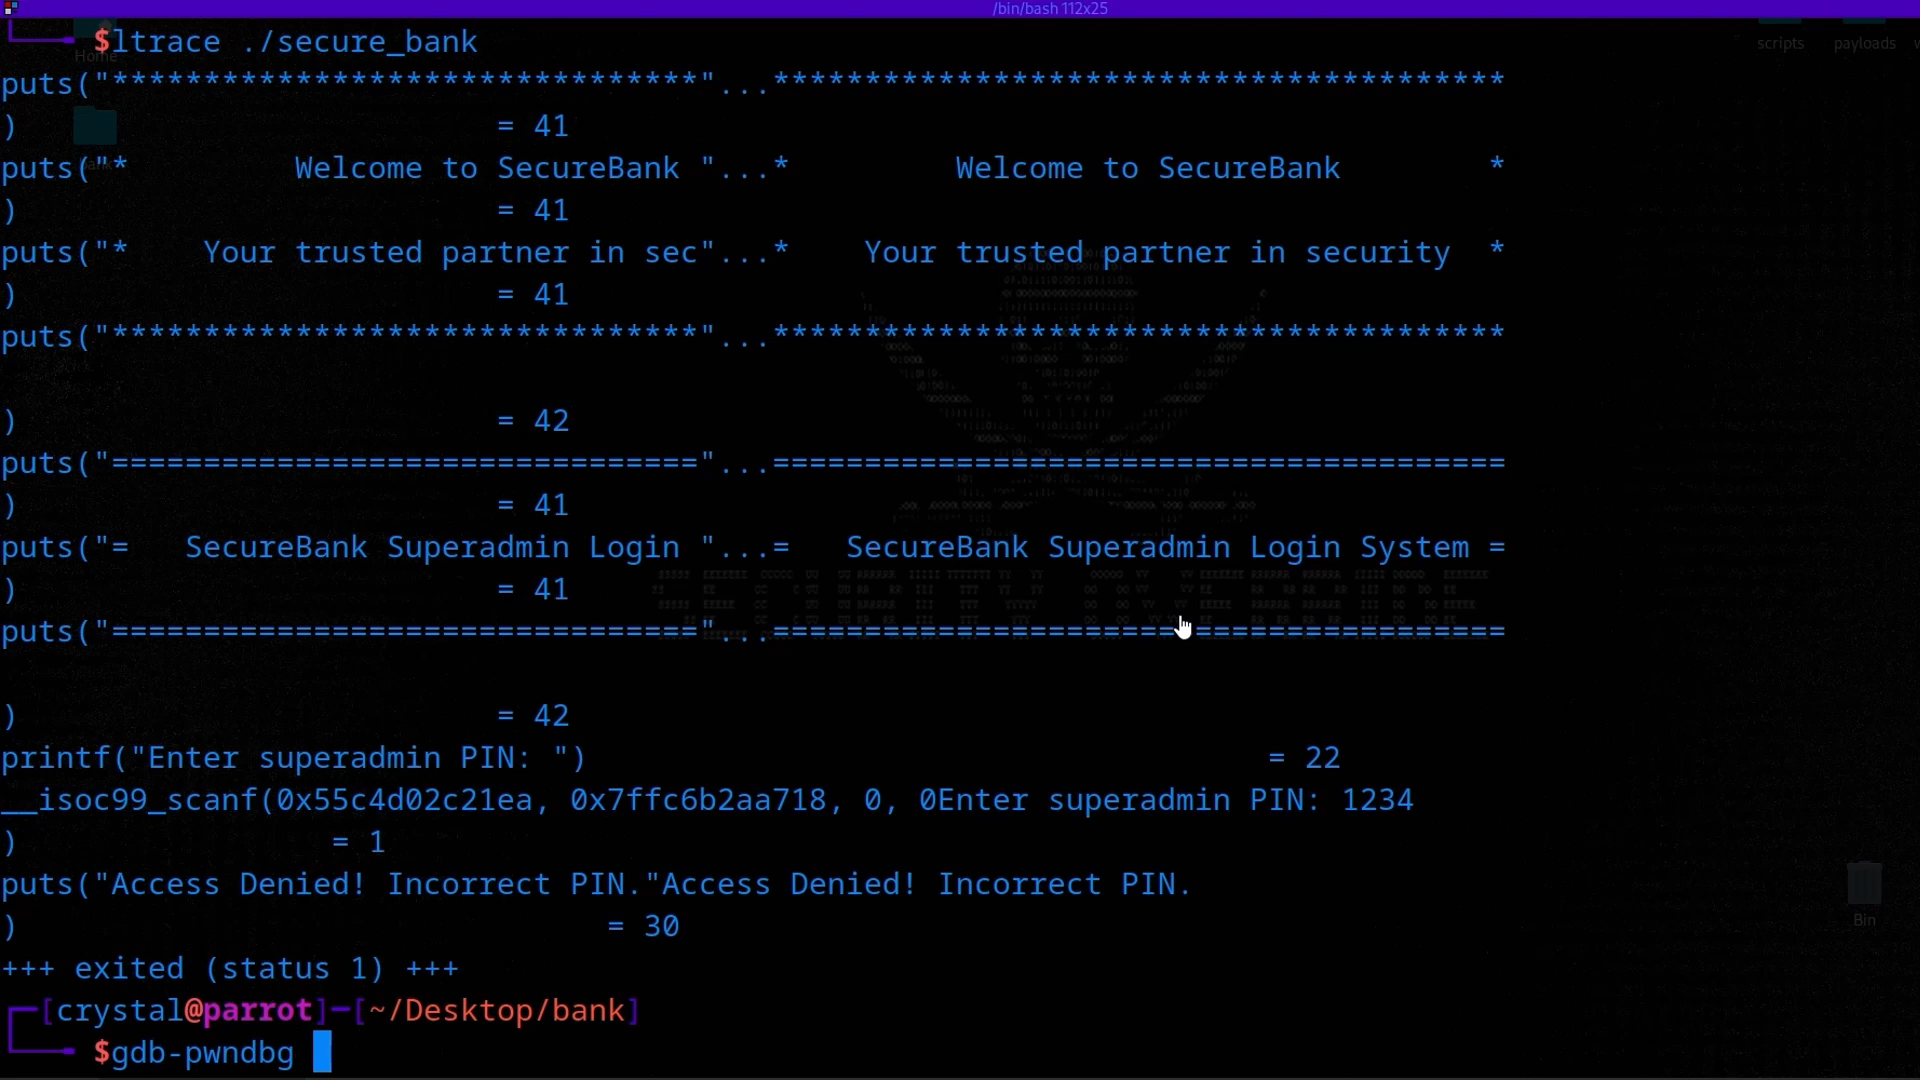 /bin/bash 112x25
$ltrace ./secure_bank
Home
scripts
payloads
puts("********************************"...****************************************
) = 41
puts("* Welcome to SecureBank "...* Welcome to SecureBank *
) = 41
puts("* Your trusted partner in sec"...* Your trusted partner in security *
) = 41
puts("********************************"...****************************************

) = 42
puts("================================"...========================================
) = 41
puts("= SecureBank Superadmin Login "...= SecureBank Superadmin Login System =
) = 41
puts("================================"...========================================

) = 42
printf("Enter superadmin PIN: ") = 22
__isoc99_scanf(0x55c4d02c21ea, 0x7ffc6b2aa718, 0, 0Enter superadmin PIN: 1234
) = 1
puts("Access Denied! Incorrect PIN."Access Denied! Incorrect PIN.
) = 30
Bin
+++ exited (status 1) +++
[crystal@parrot]-[~/Desktop/bank]
$gdb-pwndbg